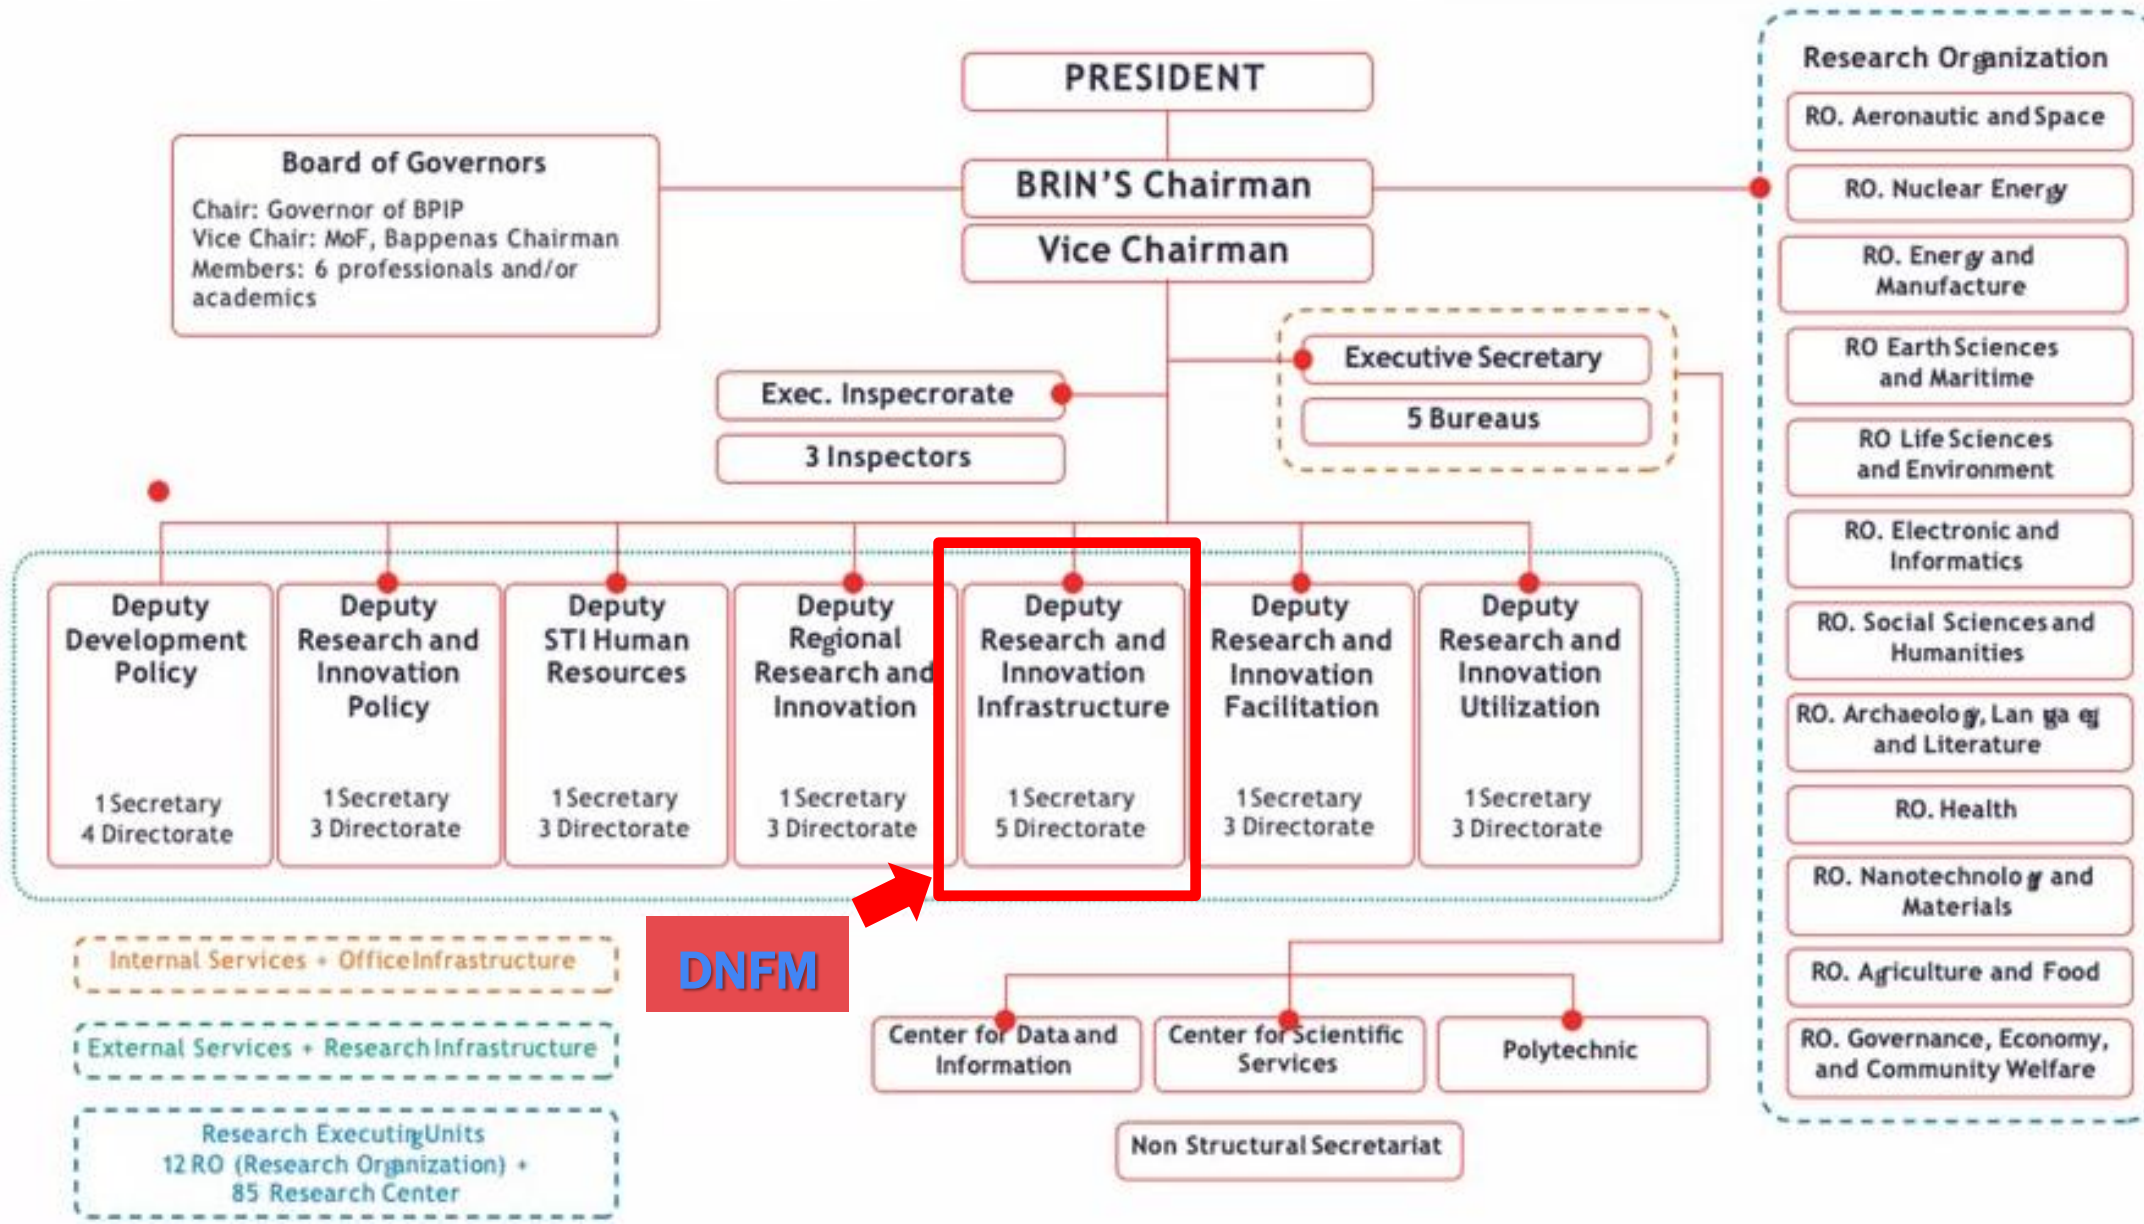 PRESIDENT
BRIN'S Chairman
Vice Chairman
Board of Governors
Chair: Governor of BPIP
Vice Chair: MoF, Bappenas Chairman
Members: 6 professionals and/or
academics
Executive Secretary
5 Bureaus
Exec. Inspecrorate
3 Inspectors
Deputy
Development
Policy
1 Secretary
4 Directorate
Deputy
Research and
Innovation
Policy
1 Secretary
3 Directorate
Deputy
STI Human
Resources
1 Secretary
3 Directorate
Deputy
Regional
Research and
Innovation
1 Secretary
3 Directorate
Deputy
Research and
Innovation
Infrastructure
1 Secretary
5 Directorate
Deputy
Research and
Innovation
Facilitation
1 Secretary
3 Directorate
Deputy
Research and
Innovation
Utilization
1 Secretary
3 Directorate
DNFM
Internal Services + Office Infrastructure
External Services + Research Infrastructure
Research Executing Units
12 RO (Research Organization) +
85 Research Center
Center for Data and
Information
Center for Scientific
Services
Polytechnic
Non Structural Secretariat
Research Organization
RO. Aeronautic and Space
RO. Nuclear Energy
RO. Energy and
Manufacture
RO Earth Sciences
and Maritime
RO Life Sciences
and Environment
RO. Electronic and
Informatics
RO. Social Sciences and
Humanities
RO. Archaeology, Language
and Literature
RO. Health
RO. Nanotechnology and
Materials
RO. Agriculture and Food
RO. Governance, Economy,
and Community Welfare